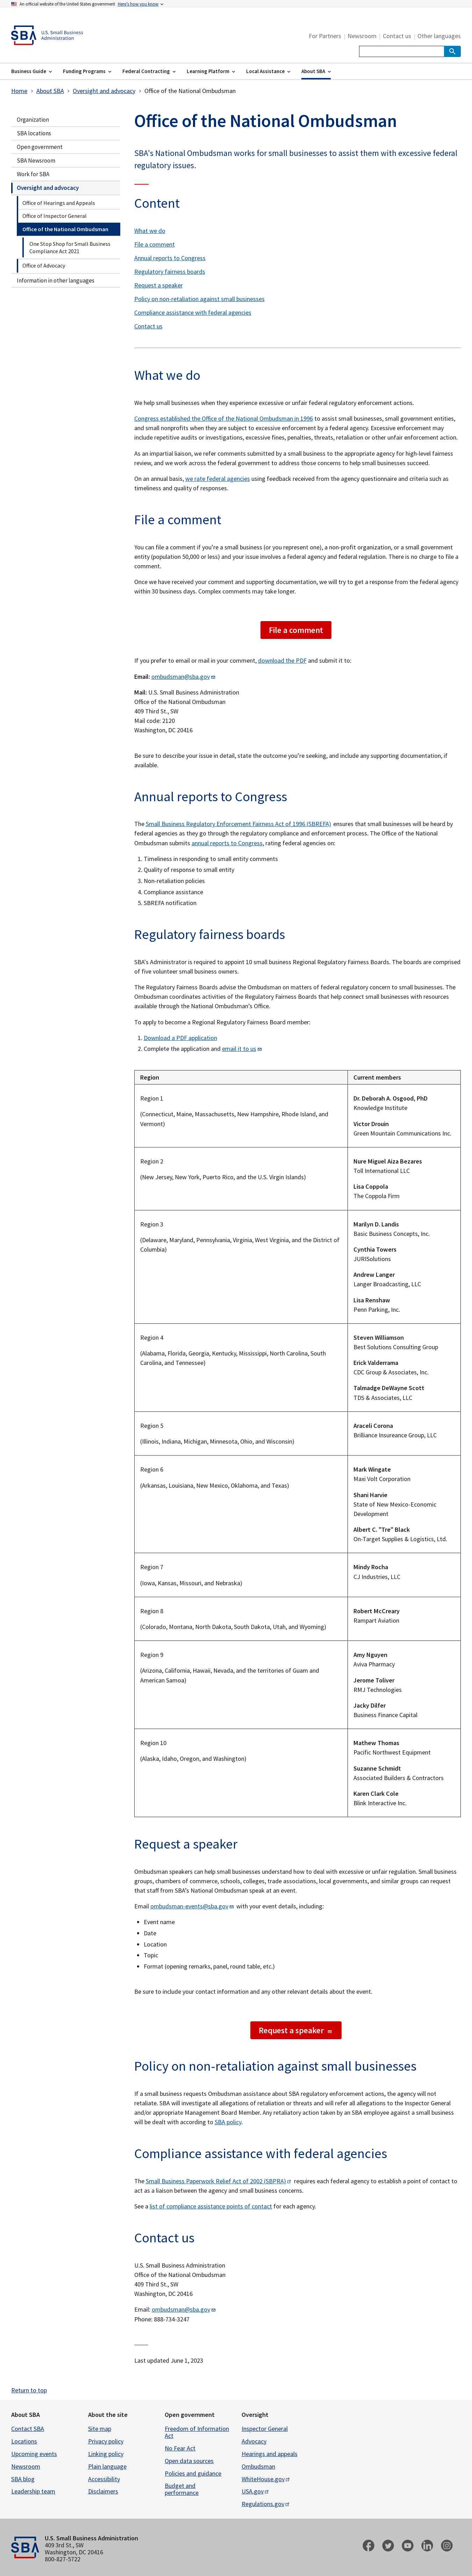 An official website of the United States government Here's how you know
SBA U.S. Small Business Administration
For Partners Newsroom Contact us Other languages
Business Guide Funding Programs Federal Contracting Learning Platform Local Assistance About SBA
Home About SBA Oversight and advocacy Office of the National Ombudsman
Organization
SBA locations
Open government
SBA Newsroom
Work for SBA
Oversight and advocacy
Office of Hearings and Appeals
Office of Inspector General
Office of the National Ombudsman
One Stop Shop for Small Business
Compliance Act 2021
Office of Advocacy
Information in other languages
Office of the National Ombudsman
SBA's National Ombudsman works for small businesses to assist them with excessive federal
regulatory issues.
Content
What we do
File a comment
Annual reports to Congress
Regulatory fairness boards
Request a speaker
Policy on non-retaliation against small businesses
Compliance assistance with federal agencies
Contact us
What we do
We help small businesses when they experience excessive or unfair federal regulatory enforcement actions.
Congress established the Office of the National Ombudsman in 1996 to assist small businesses, small government entities,
and small nonprofits when they are subject to excessive enforcement by a federal agency. Excessive enforcement may
include repetitive audits or investigations, excessive fines, penalties, threats, retaliation or other unfair enforcement action.
As an impartial liaison, we refer comments submitted by a small business to the appropriate agency for high-level fairness
review, and we work across the federal government to address those concerns to help small businesses succeed.
On an annual basis, we rate federal agencies using feedback received from the agency questionnaire and criteria such as
timeliness and quality of responses.
File a comment
You can file a comment if you're a small business (or you represent one), a non-profit organization, or a small government
entity (population 50,000 or less) and your issue involves a federal agency and federal regulation. There is no charge to file a
comment.
Once we have received your comment and supporting documentation, we will try to get a response from the federal agency
within 30 business days. Complex comments may take longer.
File a comment
If you prefer to email or mail in your comment, download the PDF and submit it to:
Email: ombudsman@sba.gov
Mail: U.S. Small Business Administration
Office of the National Ombudsman
409 Third St., SW
Mail code: 2120
Washington, DC 20416
Be sure to describe your issue in detail, state the outcome you're seeking, and include any supporting documentation, if
available.
Annual reports to Congress
The Small Business Regulatory Enforcement Fairness Act of 1996 (SBREFA) ensures that small businesses will be heard by
federal agencies as they go through the regulatory compliance and enforcement process. The Office of the National
Ombudsman submits annual reports to Congress, rating federal agencies on:
1. Timeliness in responding to small entity comments
2. Quality of response to small entity
3. Non-retaliation policies
4. Compliance assistance
5. SBREFA notification
Regulatory fairness boards
SBA's Administrator is required to appoint 10 small business Regional Regulatory Fairness Boards. The boards are comprised
of five volunteer small business owners.
The Regulatory Fairness Boards advise the Ombudsman on matters of federal regulatory concern to small businesses. The
Ombudsman coordinates activities of the Regulatory Fairness Boards that help connect small businesses with resources
available through the National Ombudsman's Office.
To apply to become a Regional Regulatory Fairness Board member:
1. Download a PDF application
2. Complete the application and email it to us
Region Current members
Region 1
(Connecticut, Maine, Massachusetts, New Hampshire, Rhode Island, and
Vermont)
Dr. Deborah A. Osgood, PhD
Knowledge Institute
Victor Drouin
Green Mountain Communications Inc.
Region 2
(New Jersey, New York, Puerto Rico, and the U.S. Virgin Islands)
Nure Miguel Aiza Bezares
Toll International LLC
Lisa Coppola
The Coppola Firm
Region 3
(Delaware, Maryland, Pennsylvania, Virginia, West Virginia, and the District of
Columbia)
Marilyn D. Landis
Basic Business Concepts, Inc.
Cynthia Towers
JURISolutions
Andrew Langer
Langer Broadcasting, LLC
Lisa Renshaw
Penn Parking, Inc.
Region 4
(Alabama, Florida, Georgia, Kentucky, Mississippi, North Carolina, South
Carolina, and Tennessee)
Steven Williamson
Best Solutions Consulting Group
Erick Valderrama
CDC Group & Associates, Inc.
Talmadge DeWayne Scott
TDS & Associates, LLC
Region 5
(Illinois, Indiana, Michigan, Minnesota, Ohio, and Wisconsin)
Araceli Corona
Brilliance Insureance Group, LLC
Region 6
(Arkansas, Louisiana, New Mexico, Oklahoma, and Texas)
Mark Wingate
Maxi Volt Corporation
Shani Harvie
State of New Mexico-Economic
Development
Albert C. "Tre" Black
On-Target Supplies & Logistics, Ltd.
Region 7
(Iowa, Kansas, Missouri, and Nebraska)
Mindy Rocha
CJ Industries, LLC
Region 8
(Colorado, Montana, North Dakota, South Dakota, Utah, and Wyoming)
Robert McCreary
Rampart Aviation
Region 9
(Arizona, California, Hawaii, Nevada, and the territories of Guam and
American Samoa)
Amy Nguyen
Aviva Pharmacy
Jerome Toliver
RMJ Technologies
Jacky Dilfer
Business Finance Capital
Region 10
(Alaska, Idaho, Oregon, and Washington)
Mathew Thomas
Pacific Northwest Equipment
Suzanne Schmidt
Associated Builders & Contractors
Karen Clark Cole
Blink Interactive Inc.
Request a speaker
Ombudsman speakers can help small businesses understand how to deal with excessive or unfair regulation. Small business
groups, chambers of commerce, schools, colleges, trade associations, local governments, and similar groups can request
that staff from SBA's National Ombudsman speak at an event.
Email ombudsman-events@sba.gov with your event details, including:
• Event name
• Date
• Location
• Topic
• Format (opening remarks, panel, round table, etc.)
Be sure to include your contact information and any other relevant details about the event.
Request a speaker
Policy on non-retaliation against small businesses
If a small business requests Ombudsman assistance about SBA regulatory enforcement actions, the agency will not
retaliate. SBA will investigate all allegations of retaliation or threats of retaliation and will refer allegations to the Inspector General
and/or appropriate Management Board Member. Any retaliatory action taken by an SBA employee against a small business
will be dealt with according to SBA policy.
Compliance assistance with federal agencies
The Small Business Paperwork Relief Act of 2002 (SBPRA) requires each federal agency to establish a point of contact to
act as a liaison between the agency and small business concerns.
See a list of compliance assistance points of contact for each agency.
Contact us
U.S. Small Business Administration
Office of the National Ombudsman
409 Third St., SW
Washington, DC 20416
Email: ombudsman@sba.gov
Phone: 888-734-3247
Last updated June 1, 2023
Return to top
About SBA
Contact SBA
Locations
Upcoming events
Newsroom
SBA blog
Leadership team
About the site
Site map
Privacy policy
Linking policy
Plain language
Accessibility
Disclaimers
Open government
Freedom of Information
Act
No Fear Act
Open data sources
Policies and guidance
Budget and
performance
Oversight
Inspector General
Advocacy
Hearings and appeals
Ombudsman
WhiteHouse.gov
USA.gov
Regulations.gov
SBA
U.S. Small Business Administration
409 3rd St., SW
Washington, DC 20416
800-827-5722